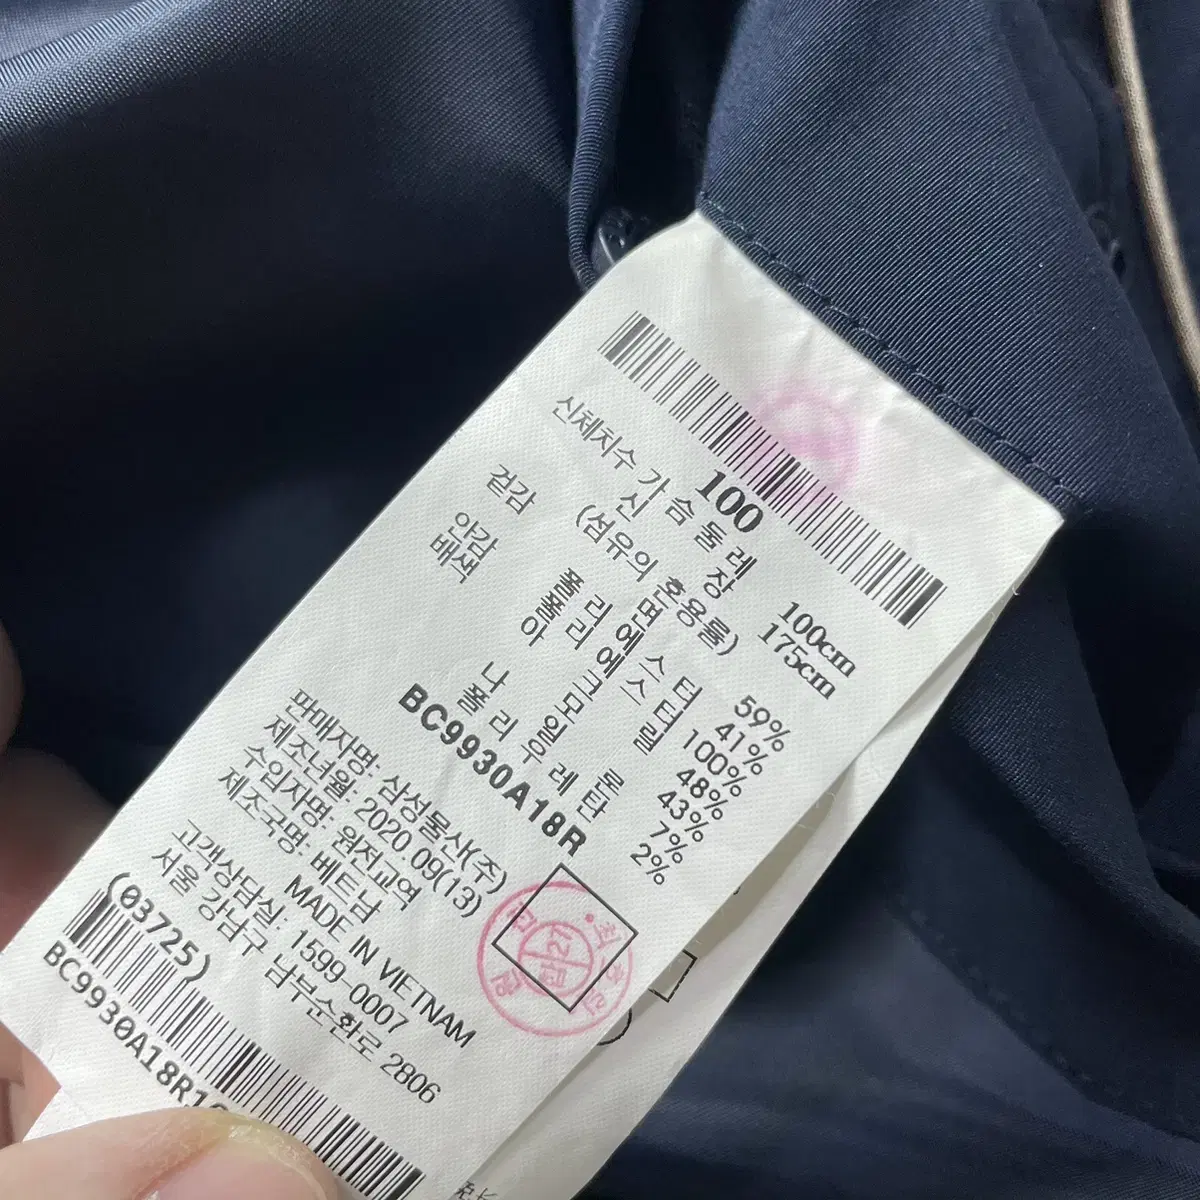 100
신체치수 가슴둘레 100cm
신장 175cm
(섬유의 혼용률)
겉감 폴리에스터 59%
면 41%
안감 폴리에스터 100%
배색 아크릴 48%
모 43%
나일론 7%
폴리우레탄 2%
BC9930A18R
판매자명: 삼성물산(주)
제조년월: 2020.09(13)
수입자명: 원전교역
제조국명: 베트남
MADE IN VIETNAM
고객상담실: 1599-0007
서울 강남구 남부순환로 2806
(03725)
BC9930A18R